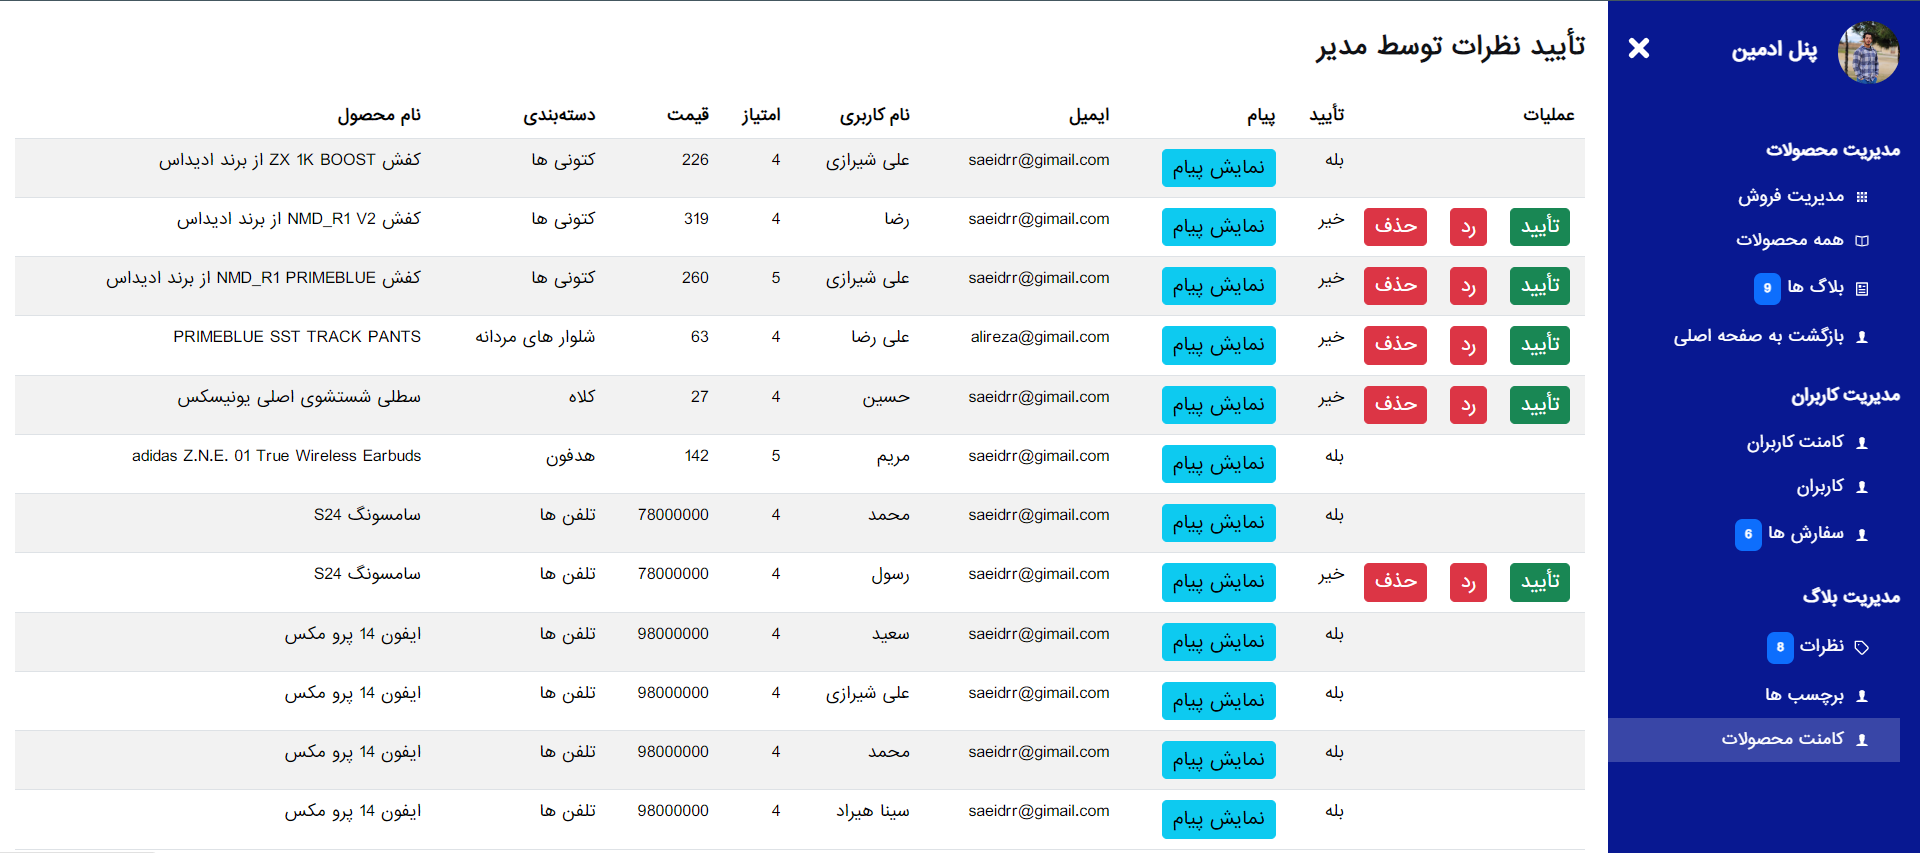 پنل ادمین
مدیریت محصولات
مدیریت فروش
همه محصولات
بلاگ ها 9
بازگشت به صفحه اصلی
مدیریت کاربران
کامنت کاربران
کاربران
سفارش ها 6
مدیریت بلاگ
نظرات 8
برچسب ها
کامنت محصولات
تأیید نظرات توسط مدیر
عملیات تأیید پیام ایمیل نام کاربری امتیاز قیمت دسته‌بندی نام محصول
بله نمایش پیام saeidrr@gimail.com علی شیرازی 4 226 کتونی ها کفش ZX 1K BOOST از برند ادیداس
تأیید رد حذف خیر نمایش پیام saeidrr@gimail.com رضا 4 319 کتونی ها کفش NMD_R1 V2 از برند ادیداس
تأیید رد حذف خیر نمایش پیام saeidrr@gimail.com علی شیرازی 5 260 کتونی ها کفش NMD_R1 PRIMEBLUE از برند ادیداس
تأیید رد حذف خیر نمایش پیام alireza@gmail.com علی رضا 4 63 شلوار های مردانه PRIMEBLUE SST TRACK PANTS
تأیید رد حذف خیر نمایش پیام saeidrr@gimail.com حسین 4 27 کلاه سطلی شستشوی اصلی یونیسکس
بله نمایش پیام saeidrr@gimail.com مریم 5 142 هدفون adidas Z.N.E. 01 True Wireless Earbuds
بله نمایش پیام saeidrr@gimail.com محمد 4 78000000 تلفن ها سامسونگ S24
تأیید رد حذف خیر نمایش پیام saeidrr@gimail.com رسول 4 78000000 تلفن ها سامسونگ S24
بله نمایش پیام saeidrr@gimail.com سعید 4 98000000 تلفن ها ایفون 14 پرو مکس
بله نمایش پیام saeidrr@gimail.com علی شیرازی 4 98000000 تلفن ها ایفون 14 پرو مکس
بله نمایش پیام saeidrr@gimail.com محمد 4 98000000 تلفن ها ایفون 14 پرو مکس
بله نمایش پیام saeidrr@gimail.com سینا هیراد 4 98000000 تلفن ها ایفون 14 پرو مکس